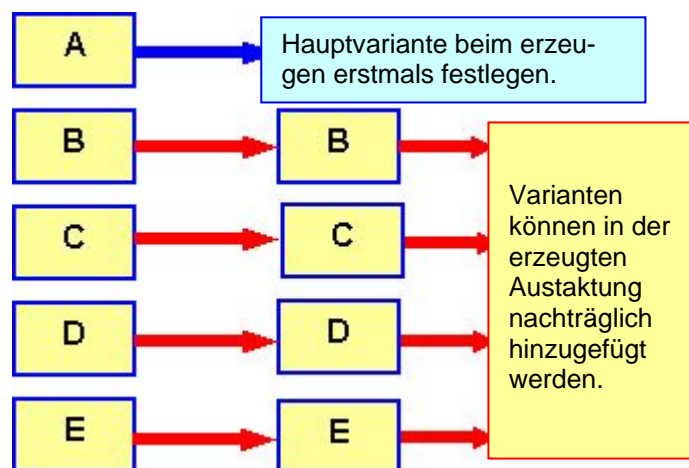 A
Hauptvariante beim erzeu-
gen erstmals festlegen.
B B
C C
D D
E E
Varianten
können in der
erzeugten
Austaktung
nachträglich
hinzugefügt
werden.